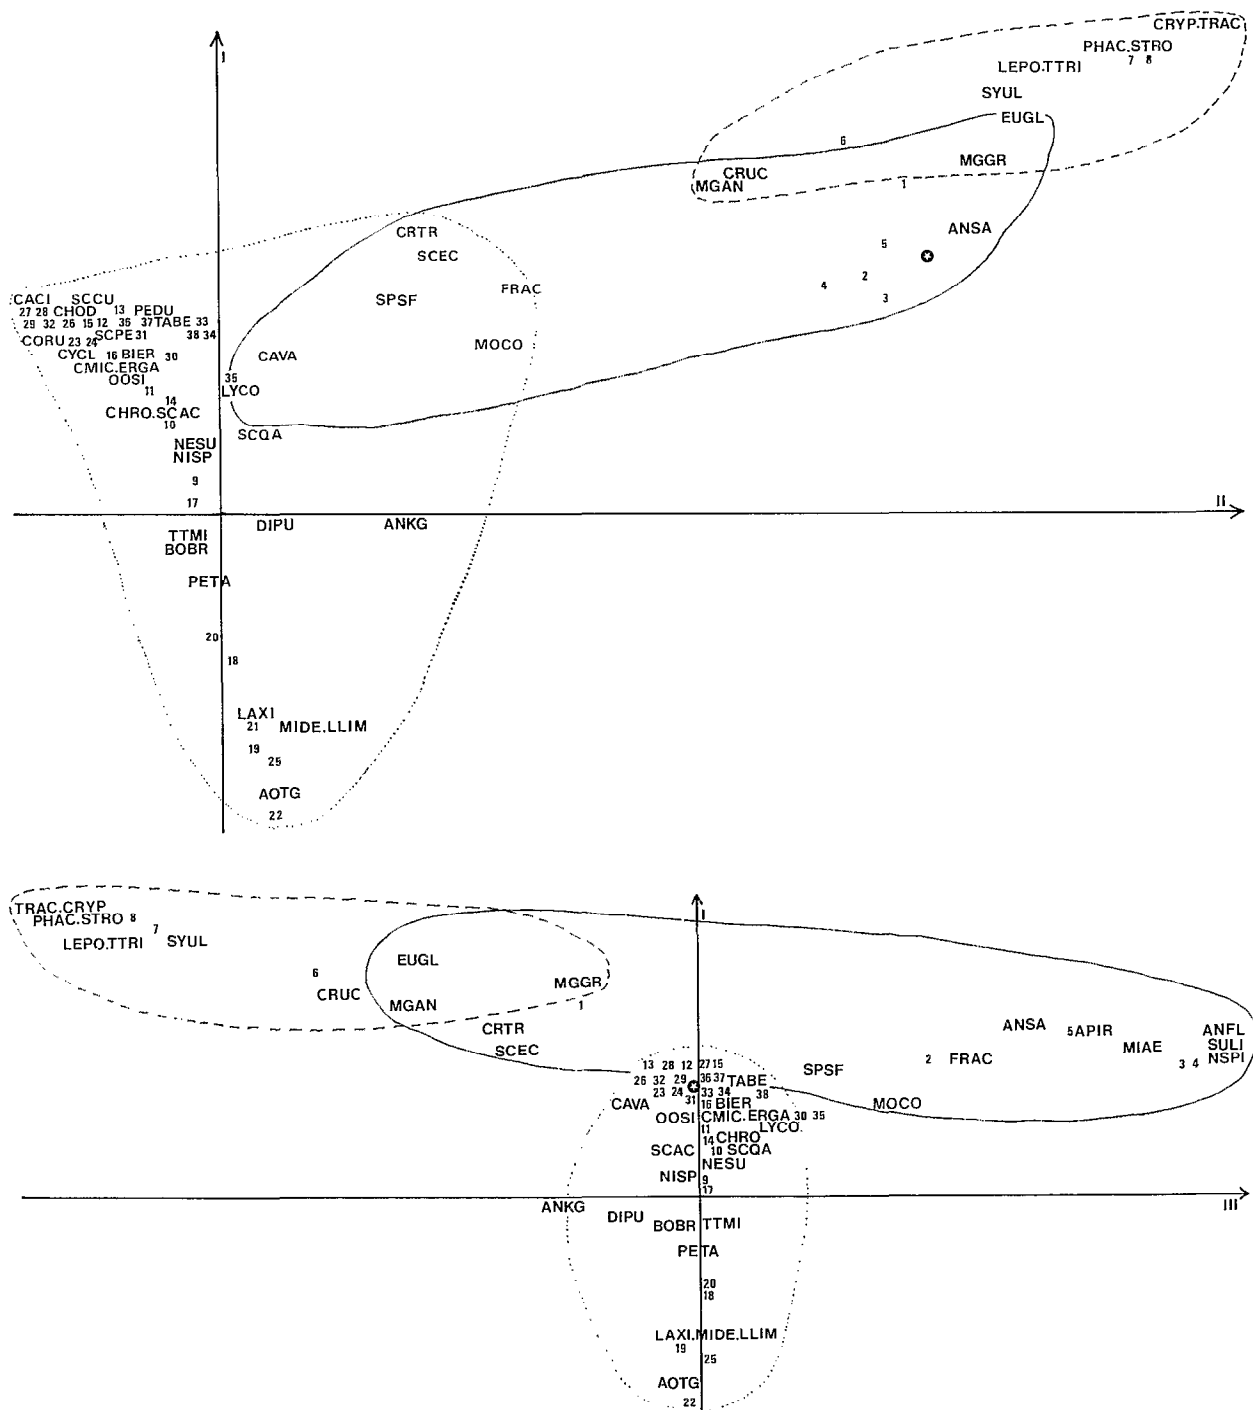 I
CRYP.TRAC
PHAC.STRO
7 8
LEPO.TTRI
SYUL
EUGL
6
MGGR
CRUC
MGAN
1
CRTR
ANSA
5
SCEC
2
FRAC
4
3
SPSF
CACI SCCU
27 28 CHOD 13 PEDU
29 32 26 15 12 36 37 TABE 33
CORU 23 24 SCPE 31 38 34
MOCO
CYCL 16 BIER 30
CAVA
CMIC.ERGA
OOSI
35
11
LYCO
14
CHRO.SCAC
10
SCQA
NESU
NISP
9
17
II
DIPU
ANKG
TTMI
BOBR
PETA
20
18
LAXI
21 MIDE.LLIM
19
25
AOTG
22
TRAC.CRYP
I
PHAC.STRO 8
7
LEPO.TTRI SYUL
EUGL
6
MGGR
CRUC
MGAN
1
CRTR
ANSA
5 APIR
ANFL
SCEC
MIAE
SULI
2 FRAC
NSPI
3 4
13 28 12 27 15
SPSF
26 32 29 36 37 TABE
23 24 33 34 38
31
CAVA
16 BIER
MOCO
OOSI CMIC.ERGA 30 35
11
LYCO
14 CHRO
SCAC 10 SCQA
NESU
NISP 9
17
III
ANKG
DIPU
BOBR TTMI
PETA
20
18
LAXI.MIDE.LLIM
19
25
AOTG
22